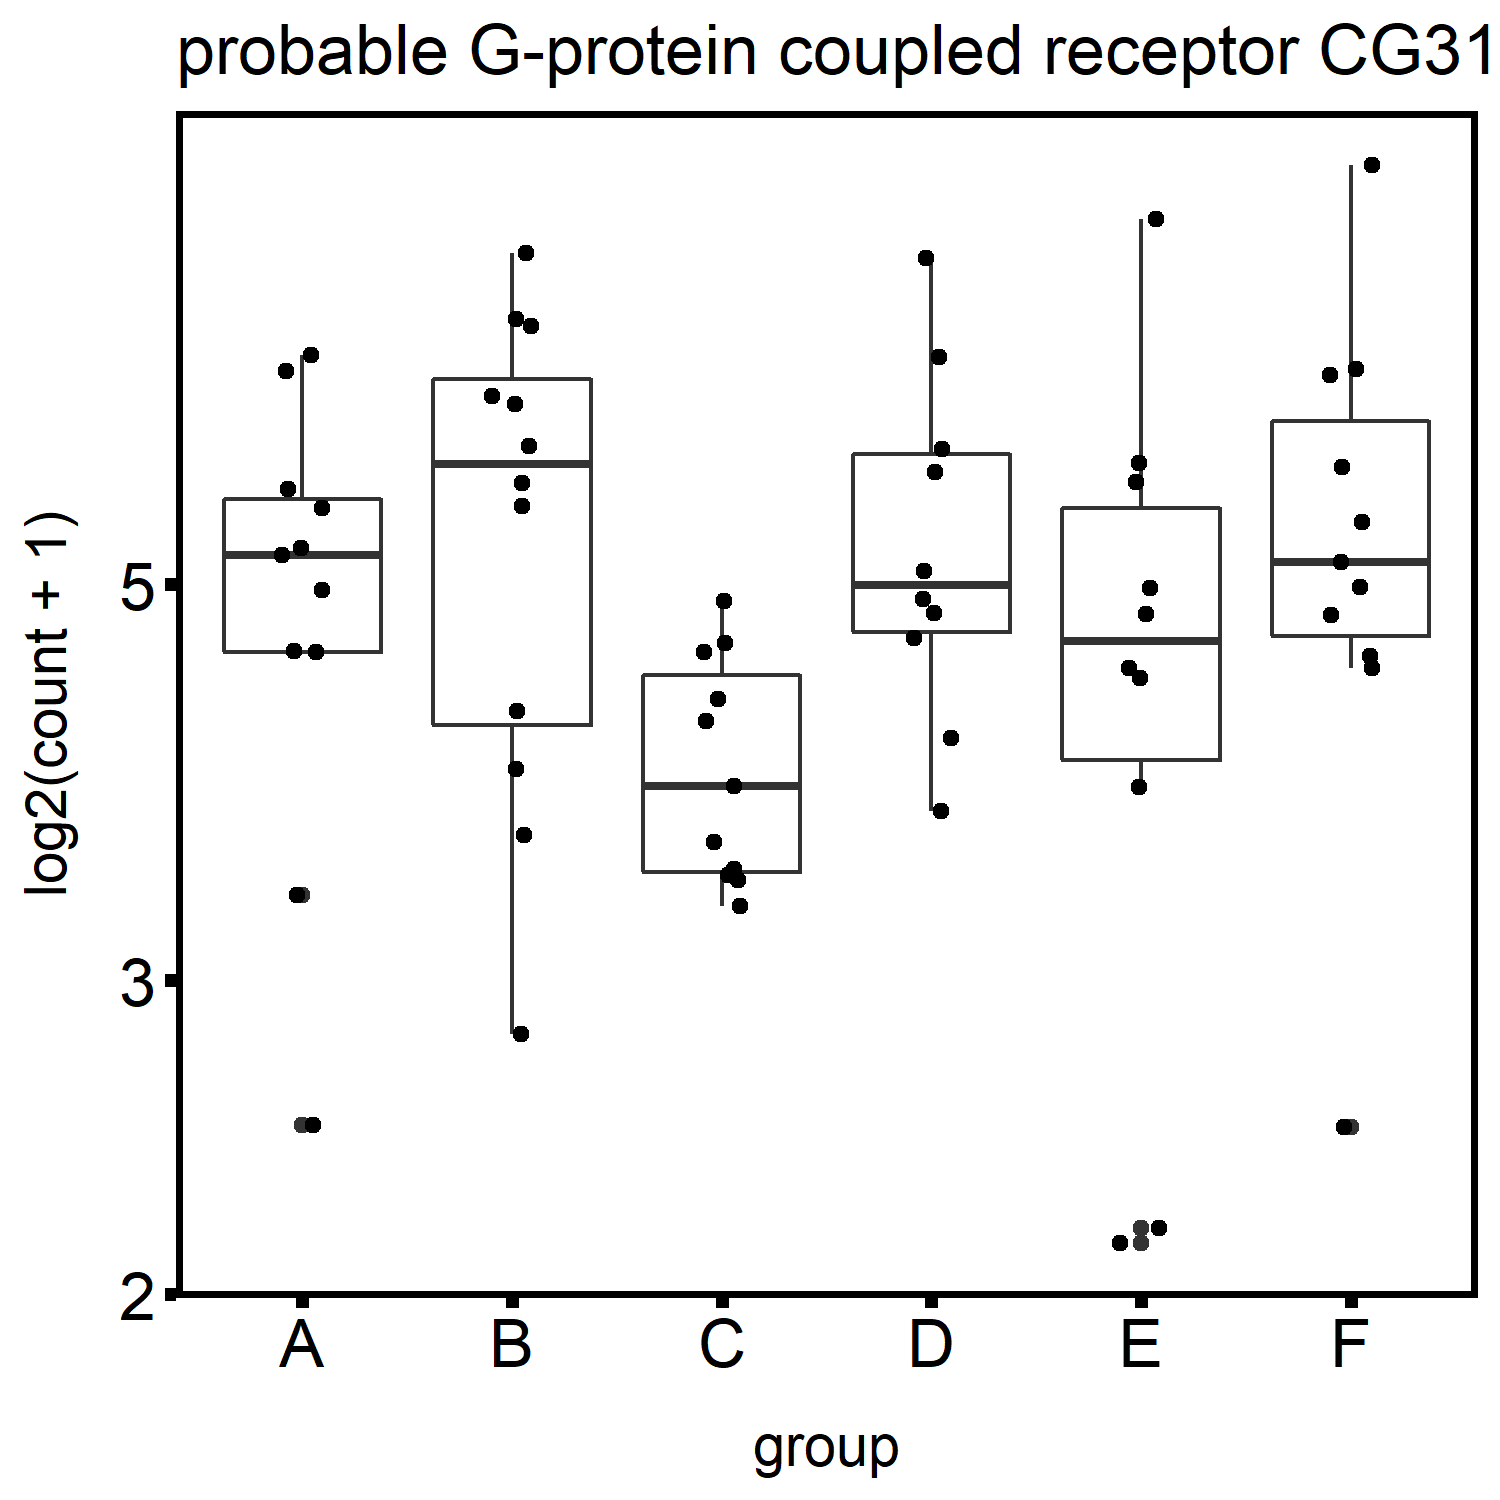 probable G-protein coupled receptor CG31
log2(count + 1)
5
3
2
A B C D E F
group